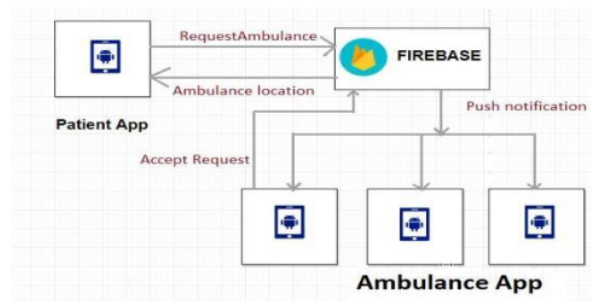 RequestAmbulance
FIREBASE
Ambulance location
Push notification
Patient App
Accept Request
Ambulance App